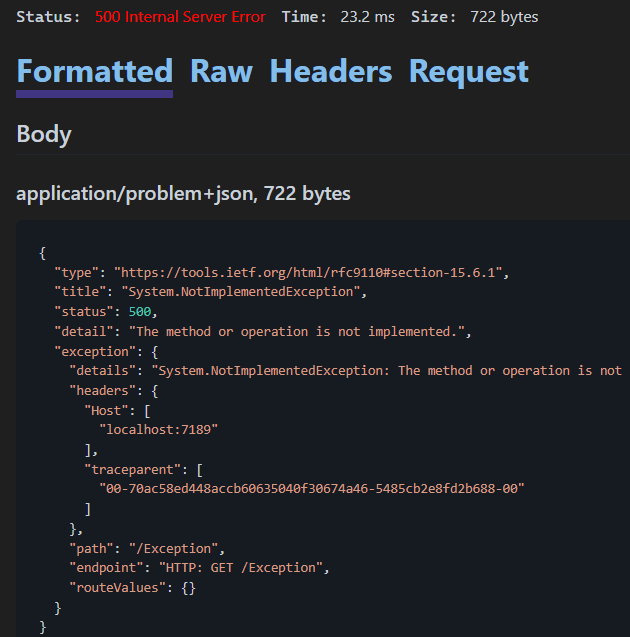 Status: 500 Internal Server Error Time: 23.2 ms Size: 722 bytes
Formatted Raw Headers Request
Body
application/problem+json, 722 bytes
{
"type": "https://tools.ietf.org/html/rfc9110#section-15.6.1",
"title": "System.NotImplementedException",
"status": 500,
"detail": "The method or operation is not implemented.",
"exception": {
"details": "System.NotImplementedException: The method or operation is not
"headers": {
"Host": [
"localhost:7189"
],
"traceparent": [
"00-70ac58ed448accb60635040f30674a46-5485cb2e8fd2b688-00"
]
},
"path": "/Exception",
"endpoint": "HTTP: GET /Exception",
"routeValues": {}
}
}